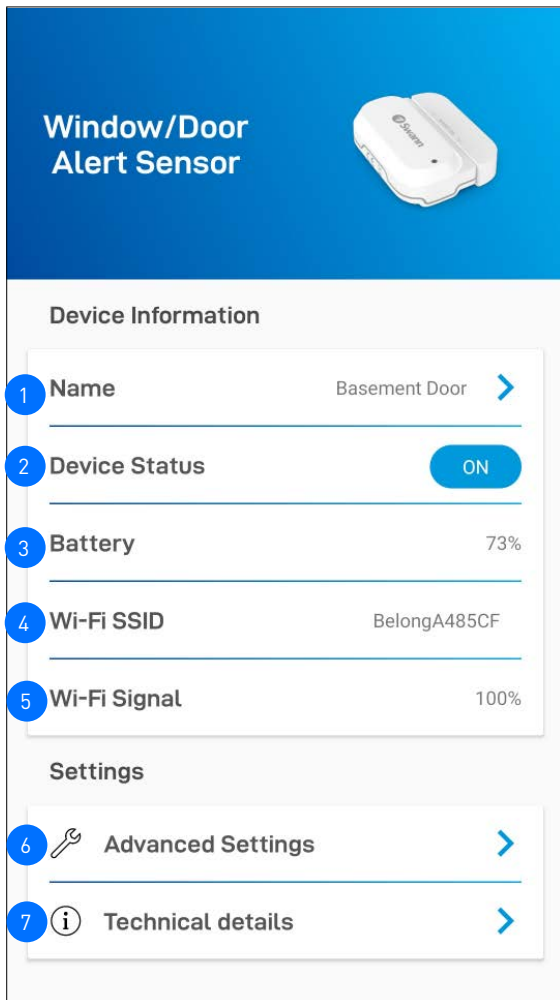 Window/Door
Alert Sensor
Swann
Device Information
1 Name Basement Door
2 Device Status ON
3 Battery 73%
4 Wi-Fi SSID BelongA485CF
5 Wi-Fi Signal 100%
Settings
6 Advanced Settings
7 i Technical details